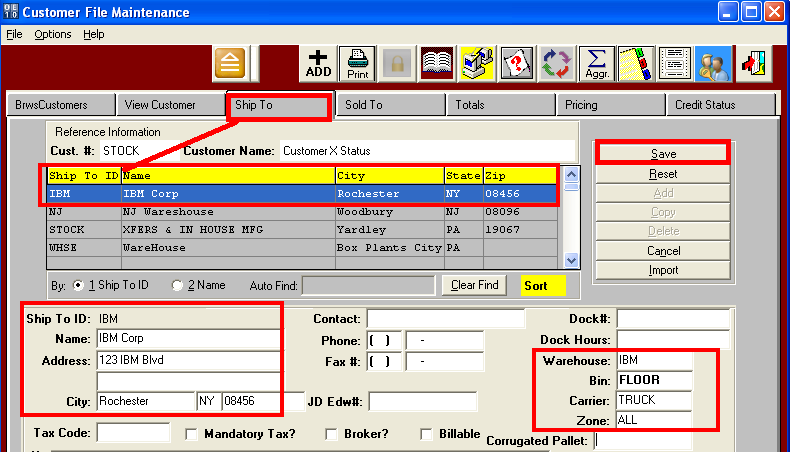 OE
10
Customer File Maintenance
File Options Help
ADD Print Aggr.
BrwsCustomers View Customer Ship To Sold To Totals Pricing Credit Status
Reference Information
Cust. #: STOCK Customer Name: Customer X Status
Ship To ID Name City State Zip
IBM IBM Corp Rochester NY 08456
NJ NJ Wareshouse Woodbury NJ 08096
STOCK XFERS & IN HOUSE MFG Yardley PA 19067
WHSE WareHouse Box Plants City PA
By: 1 Ship To ID 2 Name Auto Find: Clear Find Sort
Save
Reset
Add
Copy
Delete
Cancel
Import
Ship To ID: IBM Contact: Dock#:
Name: IBM Corp Phone: ( ) - Dock Hours:
Address: 123 IBM Blvd Fax #: ( ) - Warehouse: IBM
Bin: FLOOR
City: Rochester NY 08456 JD Edw#: Carrier: TRUCK
Zone: ALL
Tax Code: Mandatory Tax? Broker? Billable Corrugated Pallet: